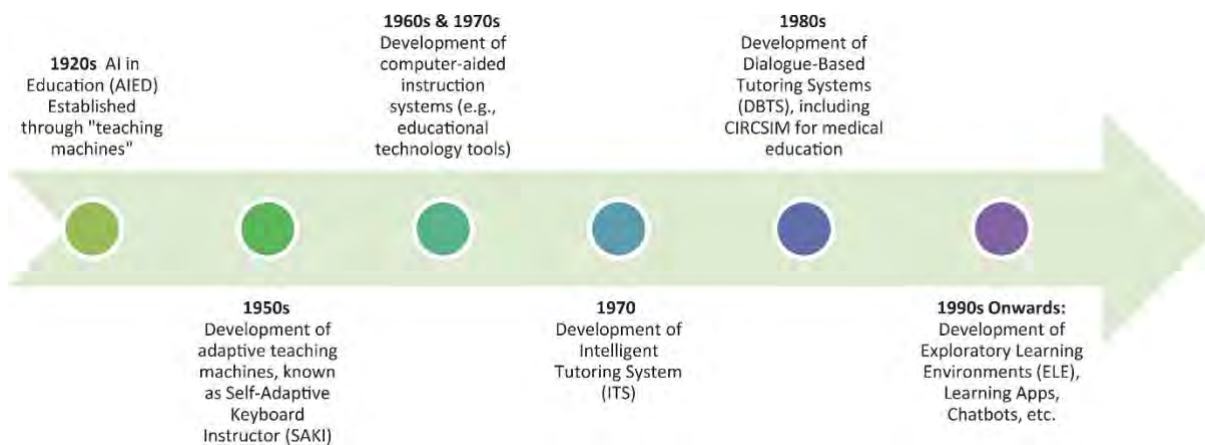 1920s AI in
Education (AIED)
Established
through "teaching
machines"
1950s
Development of
adaptive teaching
machines, known
as Self-Adaptive
Keyboard
Instructor (SAKI)
1960s & 1970s
Development of
computer-aided
instruction
systems (e.g.,
educational
technology tools)
1970
Development of
Intelligent
Tutoring System
(ITS)
1980s
Development of
Dialogue-Based
Tutoring Systems
(DBTS), including
CIRCSIM for medical
education
1990s Onwards:
Development of
Exploratory Learning
Environments (ELE),
Learning Apps,
Chatbots, etc.